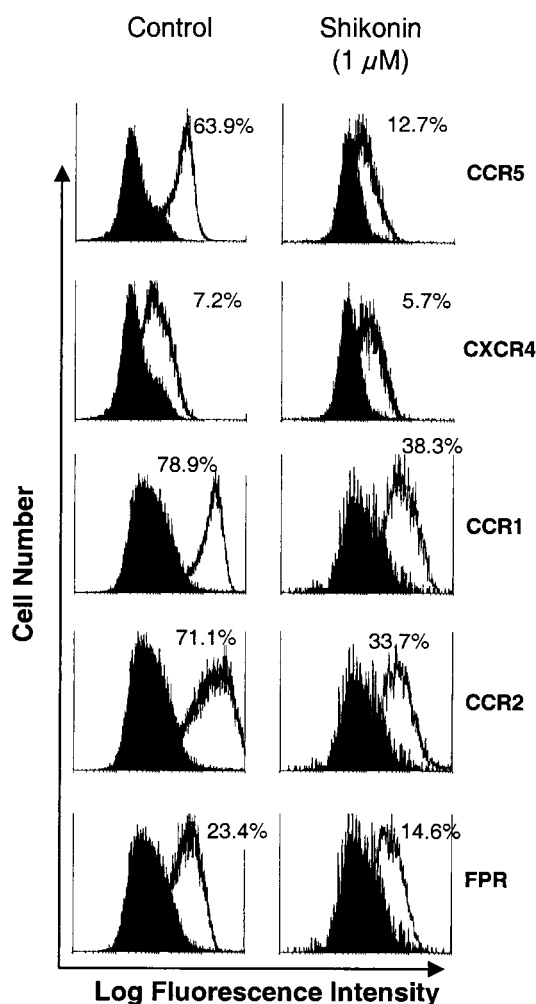 Control
Shikonin
(1 μM)
63.9%
12.7%
CCR5
7.2%
5.7%
CXCR4
78.9%
38.3%
CCR1
71.1%
33.7%
CCR2
23.4%
14.6%
FPR
Cell Number
Log Fluorescence Intensity